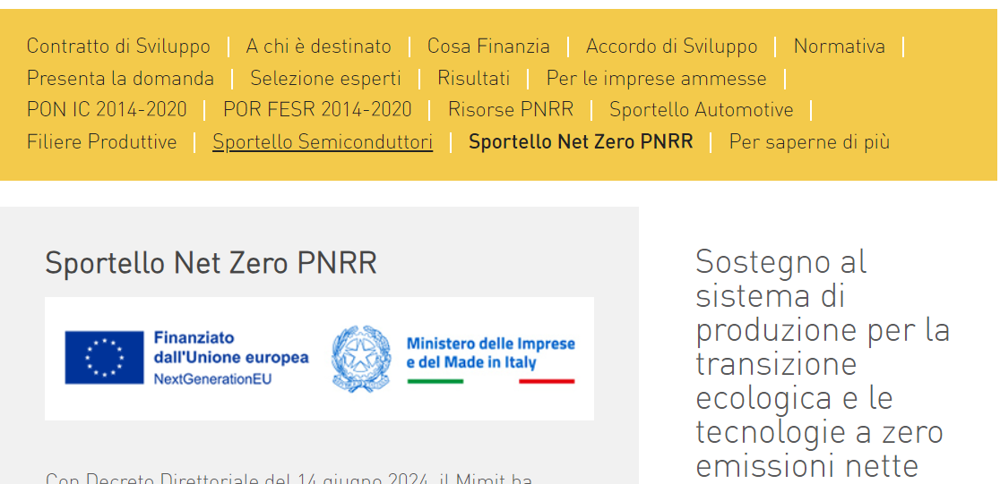 Contratto di Sviluppo | A chi è destinato | Cosa Finanzia | Accordo di Sviluppo | Normativa |
Presenta la domanda | Selezione esperti | Risultati | Per le imprese ammesse |
PON IC 2014-2020 | POR FESR 2014-2020 | Risorse PNRR | Sportello Automotive |
Filiere Produttive | Sportello Semiconduttori | Sportello Net Zero PNRR | Per saperne di più
Sportello Net Zero PNRR
Finanziato
dall'Unione europea
NextGenerationEU
Ministero delle Imprese
e del Made in Italy
Con Decreto Direttoriale del 14 giugno 2024, il Mimit ha
Sostegno al
sistema di
produzione per la
transizione
ecologica e le
tecnologie a zero
emissioni nette